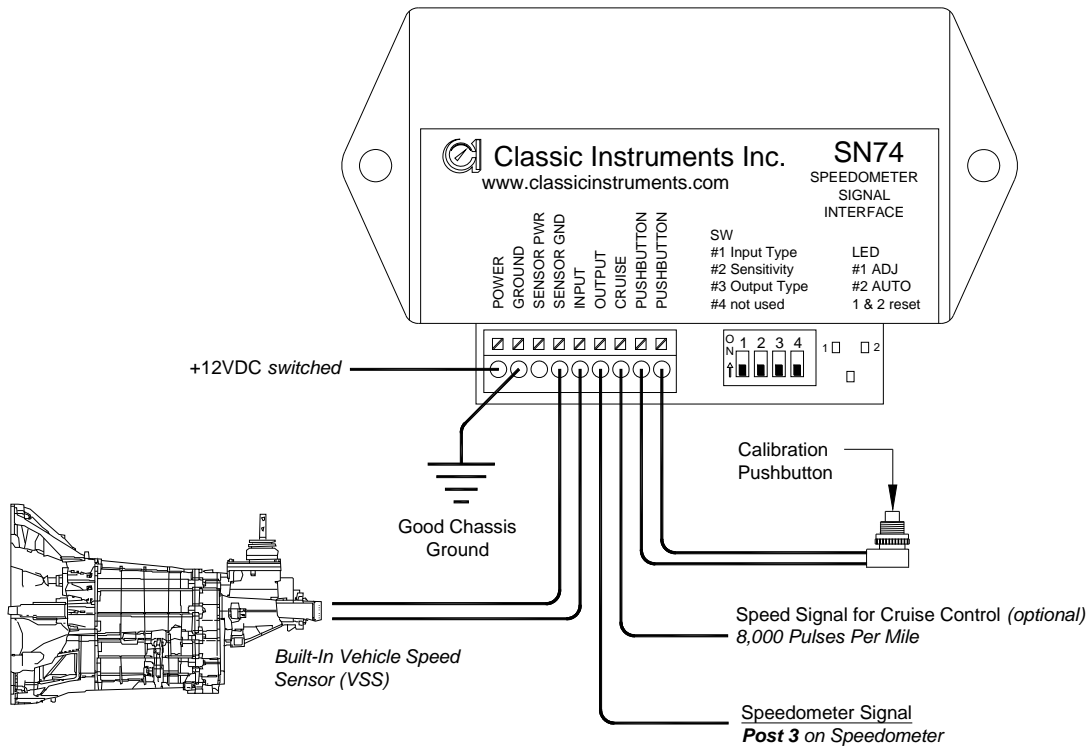 Classic Instruments Inc.
www.classicinstruments.com
SN74
SPEEDOMETER
SIGNAL
INTERFACE
POWER
GROUND
SENSOR PWR
SENSOR GND
INPUT
OUTPUT
CRUISE
PUSHBUTTON
PUSHBUTTON
SW
#1 Input Type
#2 Sensitivity
#3 Output Type
#4 not used
LED
#1 ADJ
#2 AUTO
1 & 2 reset
ON
1 2 3 4
1
2
+12VDC switched
Good Chassis
Ground
Calibration
Pushbutton
Built-In Vehicle Speed
Sensor (VSS)
Speed Signal for Cruise Control (optional)
8,000 Pulses Per Mile
Speedometer Signal
Post 3 on Speedometer